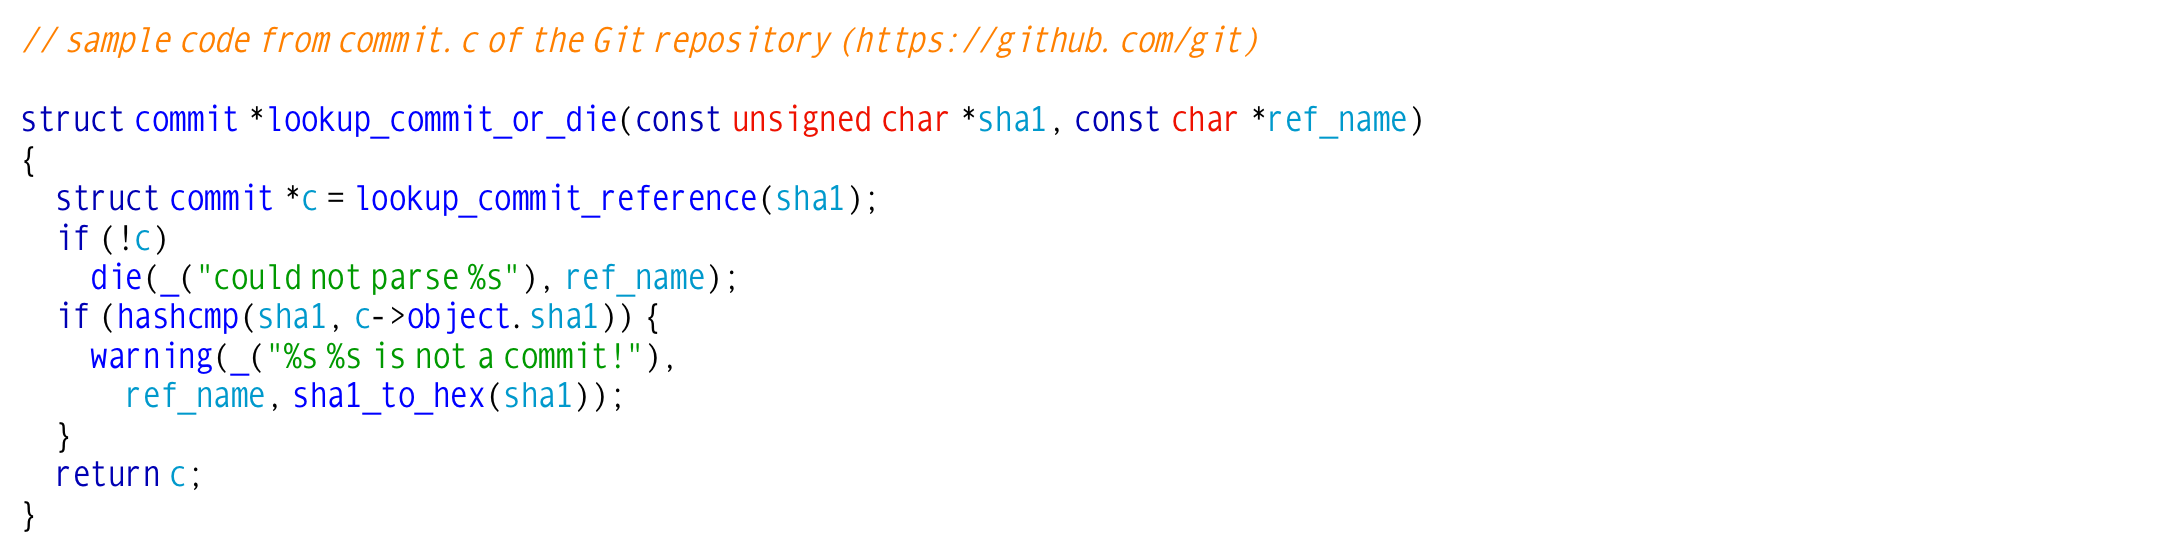 // sample code from commit.c of the Git repository (https://github.com/git)

struct commit *lookup_commit_or_die(const unsigned char *sha1, const char *ref_name)
{
  struct commit *c = lookup_commit_reference(sha1);
  if (!c)
    die(_("could not parse %s"), ref_name);
  if (hashcmp(sha1, c->object.sha1)) {
    warning(_("%s %s is not a commit!"),
      ref_name, sha1_to_hex(sha1));
  }
  return c;
}